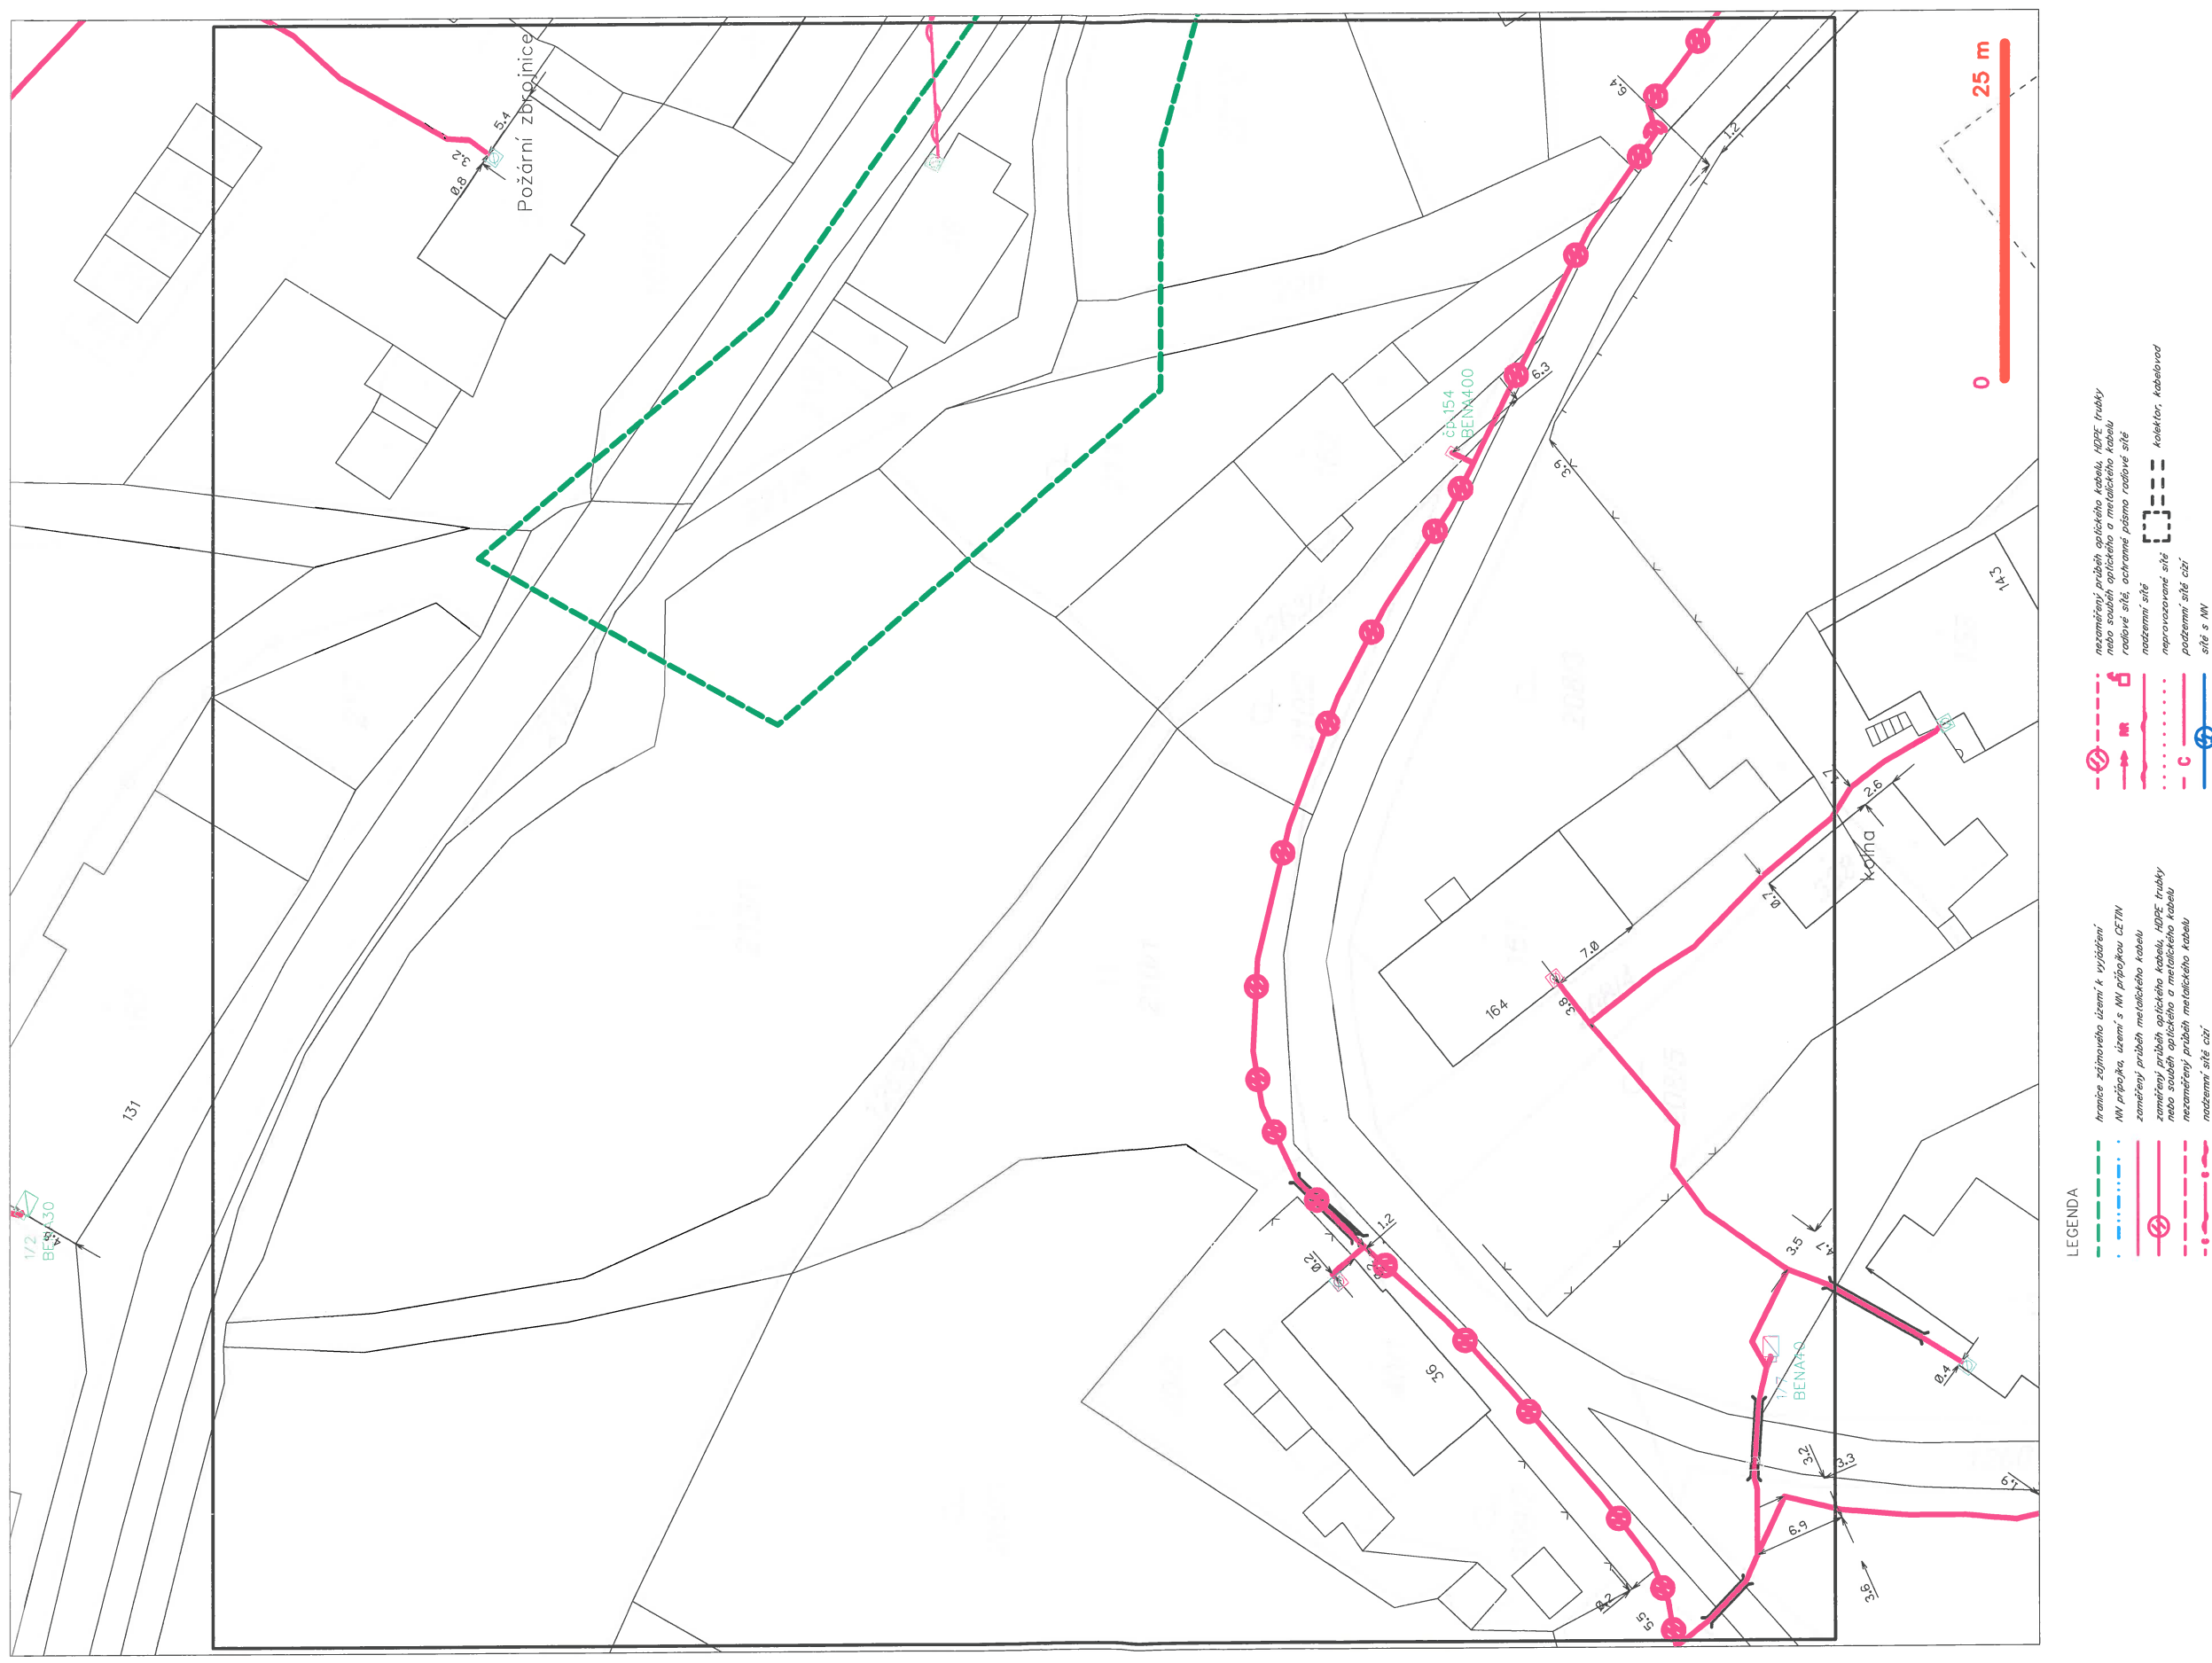 Požární zbrojnice
5.4
3.2
0.8
6.4
1.2
0
25 m
čp 154
BENA400
6.3
3.9
143
1.7
2.6
kolna
0.7
7.0
3.8
164
131
1/2
4.8
0.2
1.2
36
3.5
4.7
1/7
BENA40
0.4
3.2
3.3
1.9
6.9
3.6
5.5
LEGENDA
hranice zájmového území k vyjádření
NN přípojka, území s NN přípojkou CETIN
zaměřený průběh metalického kabelu
zaměřený průběh optického kabelu, HDPE trubky
nebo souběh optického a metalického kabelu
nezaměřený průběh metalického kabelu
nadzemní sítě cizí
nezaměřený průběh optického kabelu, HDPE trubky
nebo souběh optického a metalického kabelu
RR
radiové sítě, ochranné pásmo radiové sítě
nadzemní sítě
neprovozované sítě
kolektor, kabelovod
C
podzemní sítě cizí
sítě s NN